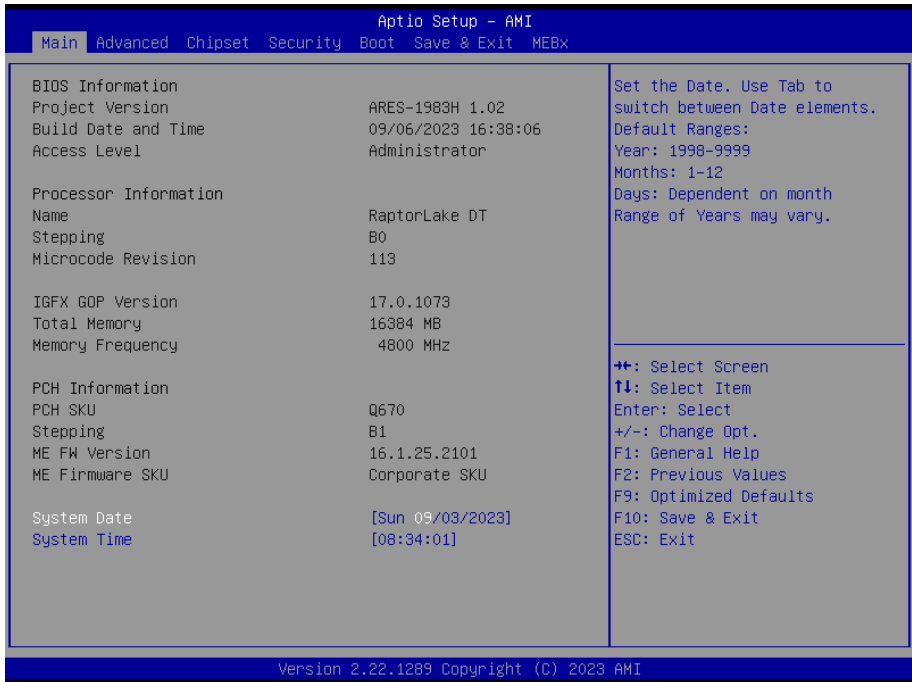 Aptio Setup – AMI
Main Advanced Chipset Security Boot Save & Exit MEBx
BIOS Information
Project Version ARES-1983H 1.02
Build Date and Time 09/06/2023 16:38:06
Access Level Administrator
Processor Information
Name RaptorLake DT
Stepping B0
Microcode Revision 113
IGFX GOP Version 17.0.1073
Total Memory 16384 MB
Memory Frequency 4800 MHz
PCH Information
PCH SKU Q670
Stepping B1
ME FW Version 16.1.25.2101
ME Firmware SKU Corporate SKU
System Date [Sun 09/03/2023]
System Time [08:34:01]
Set the Date. Use Tab to
switch between Date elements.
Default Ranges:
Year: 1998-9999
Months: 1-12
Days: Dependent on month
Range of Years may vary.
→←: Select Screen
↑↓: Select Item
Enter: Select
+/-: Change Opt.
F1: General Help
F2: Previous Values
F9: Optimized Defaults
F10: Save & Exit
ESC: Exit
Version 2.22.1289 Copyright (C) 2023 AMI